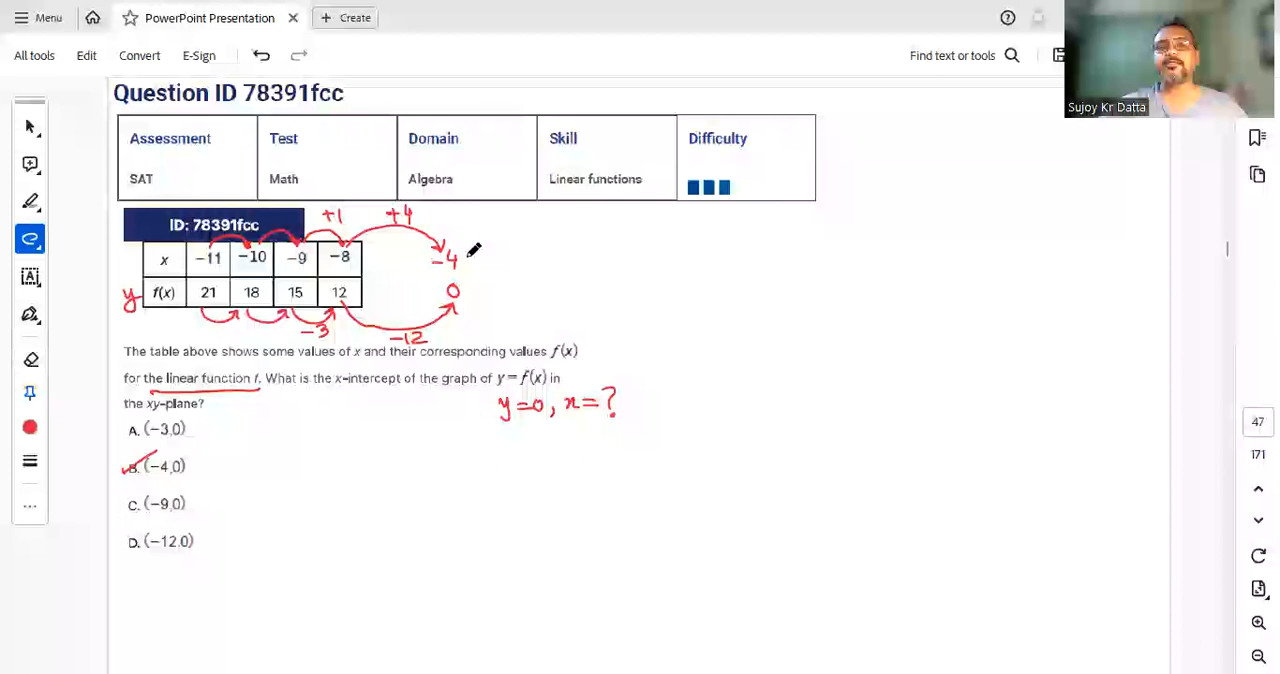 Menu PowerPoint Presentation Create
All tools Edit Convert E-Sign Find text or tools
Sujoy Kr Datta
Question ID 78391fcc
Assessment Test Domain Skill Difficulty
SAT Math Algebra Linear functions
ID: 78391fcc
+1 +4
x −11 −10 −9 −8 −4
y f(x) 21 18 15 12 0
−3 −12
The table above shows some values of x and their corresponding values f(x)
for the linear function f. What is the x-intercept of the graph of y = f(x) in
the xy-plane?
y=0, x=?
A. (−3,0)
B. (−4,0)
C. (−9,0)
D. (−12,0)
47
171